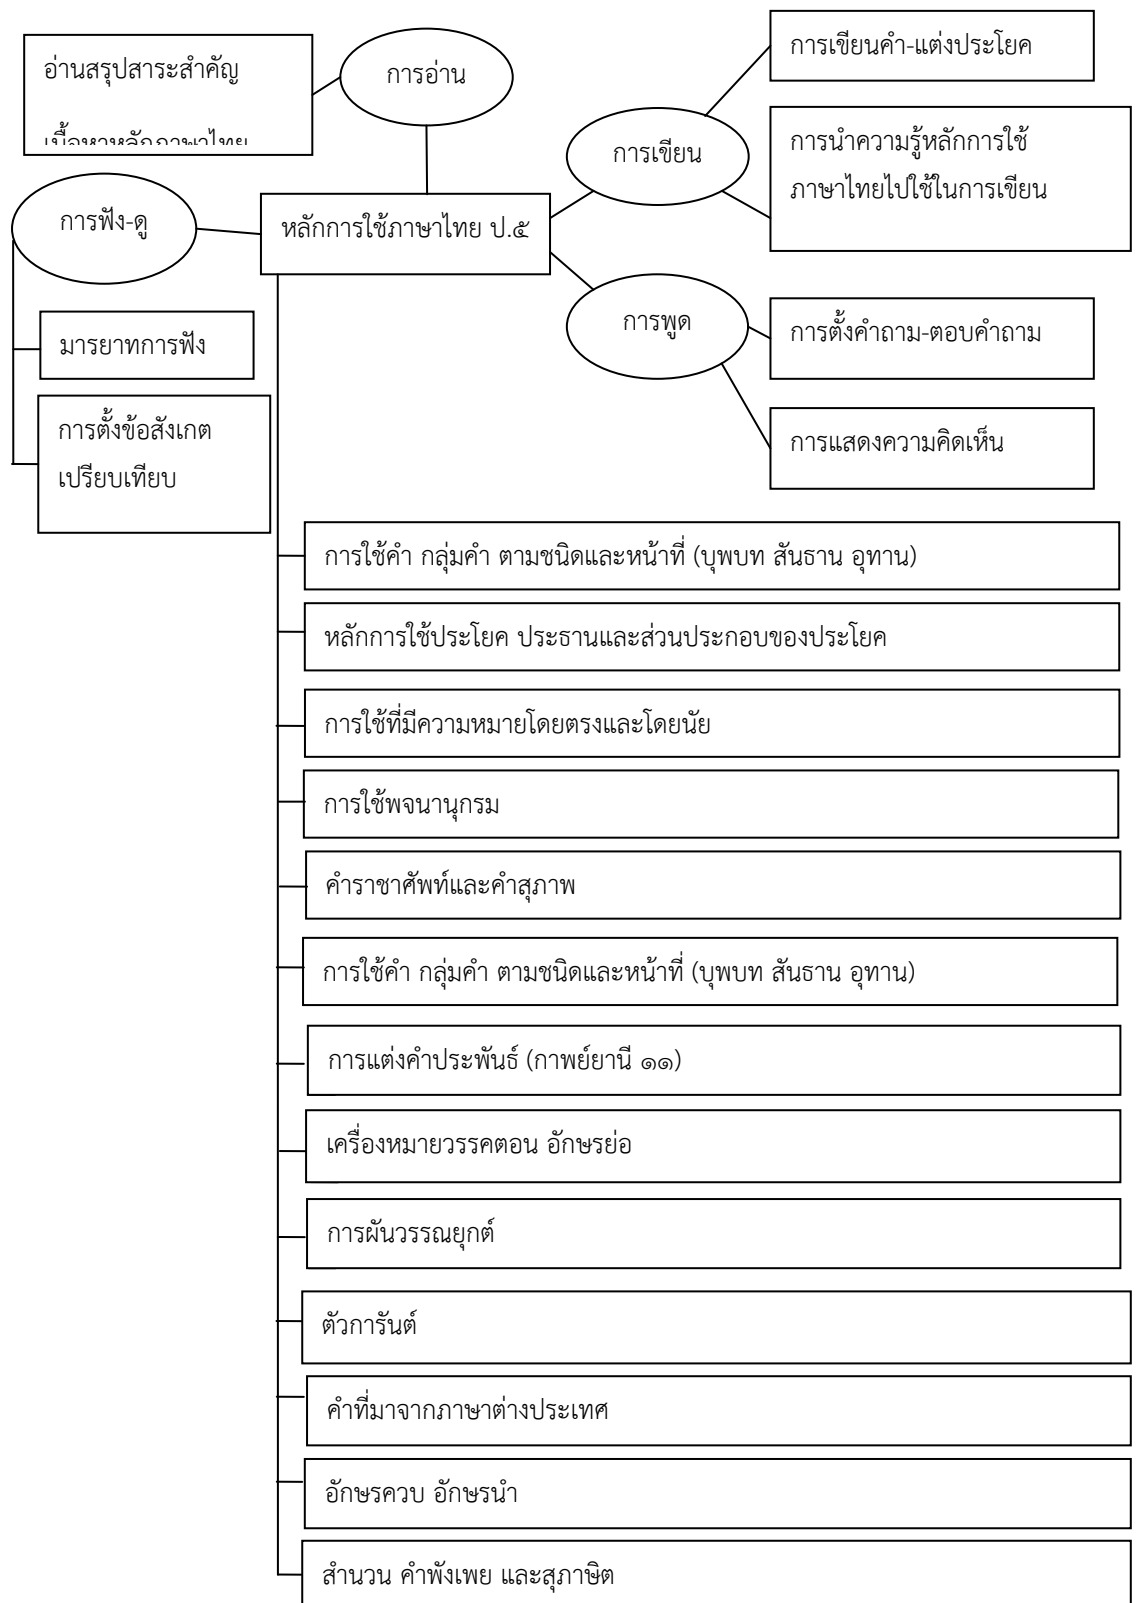 อ่านสรุปสาระสำคัญ
เนื้อหาหลักภาษาไทย
การอ่าน
การเขียนคำ-แต่งประโยค
การเขียน
การนำความรู้หลักการใช้
ภาษาไทยไปใช้ในการเขียน
การฟัง-ดู
หลักการใช้ภาษาไทย ป.๕
มารยาทการฟัง
การตั้งข้อสังเกต
เปรียบเทียบ
การพูด
การตั้งคำถาม-ตอบคำถาม
การแสดงความคิดเห็น
การใช้คำ กลุ่มคำ ตามชนิดและหน้าที่ (บุพบท สันธาน อุทาน)
หลักการใช้ประโยค ประธานและส่วนประกอบของประโยค
การใช้ที่มีความหมายโดยตรงและโดยนัย
การใช้พจนานุกรม
คำราชาศัพท์และคำสุภาพ
การใช้คำ กลุ่มคำ ตามชนิดและหน้าที่ (บุพบท สันธาน อุทาน)
การแต่งคำประพันธ์ (กาพย์ยานี ๑๑)
เครื่องหมายวรรคตอน อักษรย่อ
การผันวรรณยุกต์
ตัวการันต์
คำที่มาจากภาษาต่างประเทศ
อักษรควบ อักษรนำ
สำนวน คำพังเพย และสุภาษิต